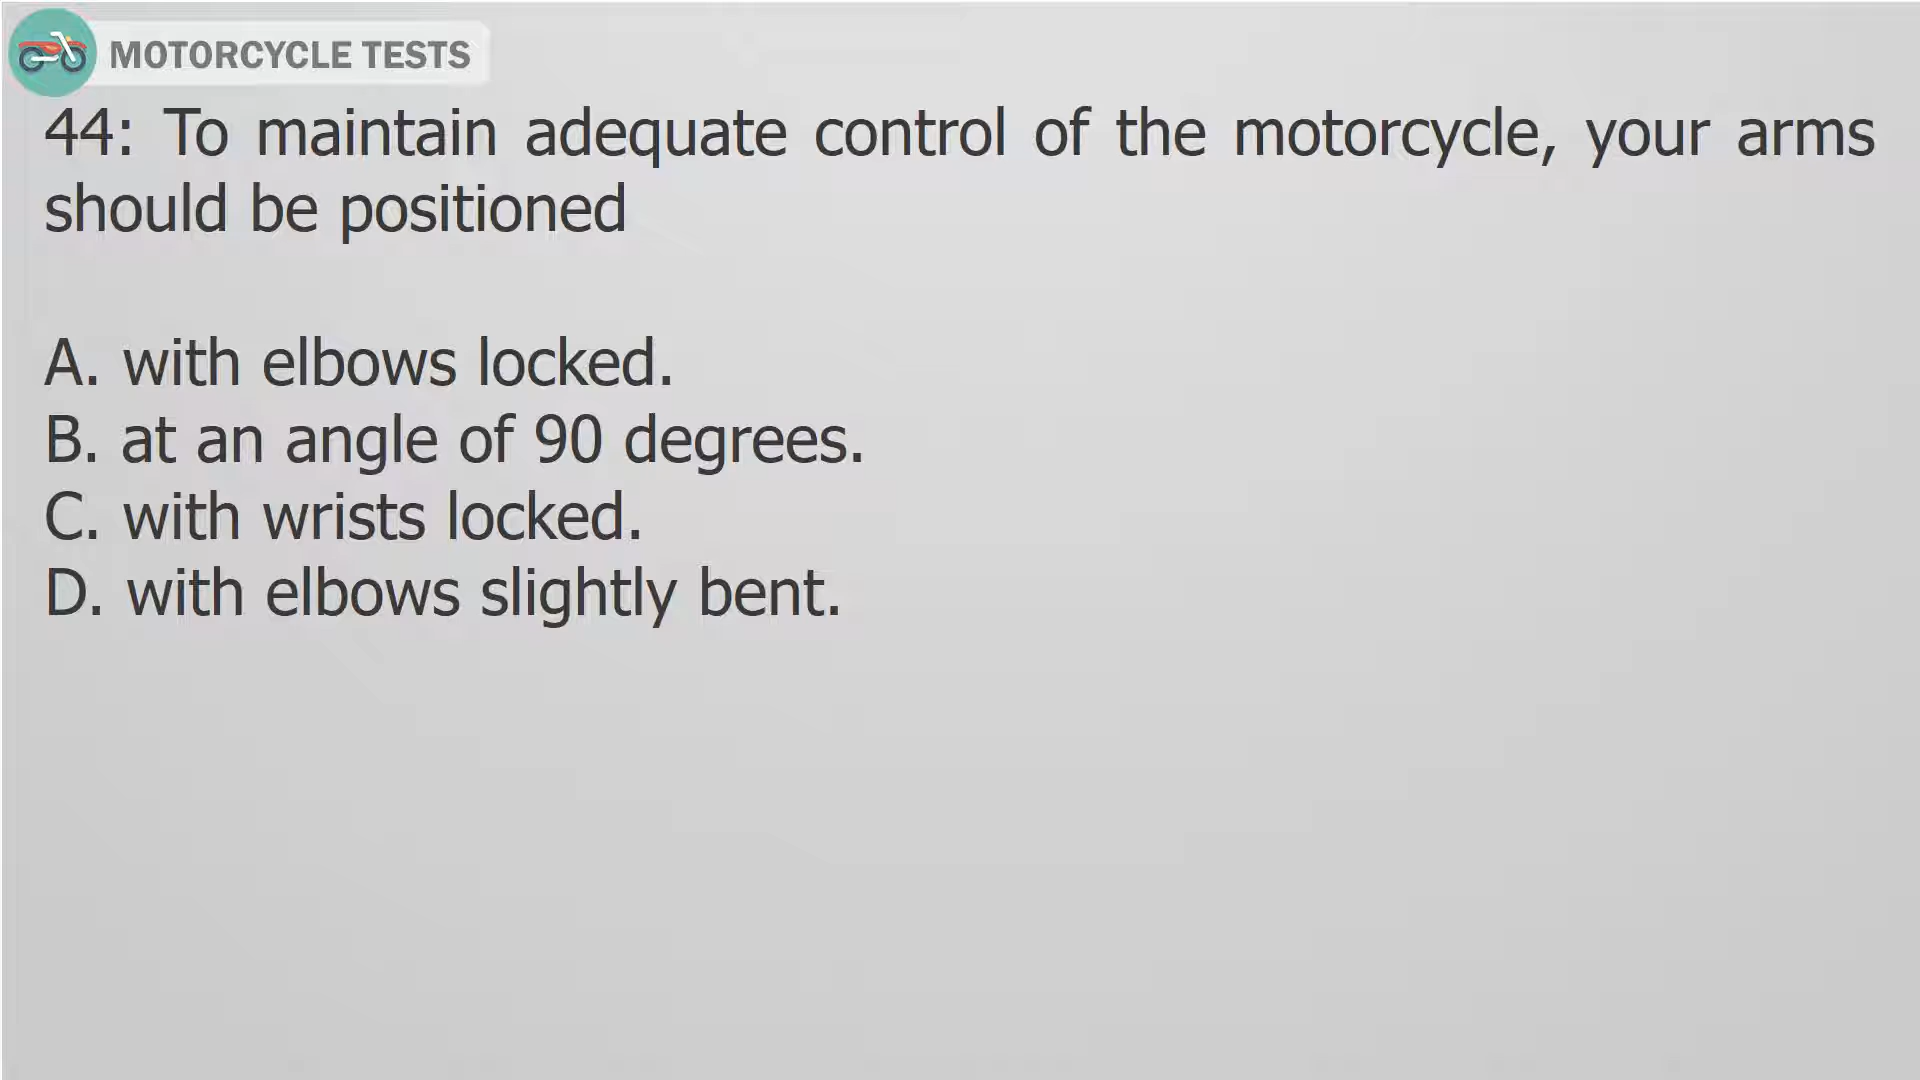 MOTORCYCLE TESTS
44: To maintain adequate control of the motorcycle, your arms
should be positioned
A. with elbows locked.
B. at an angle of 90 degrees.
C. with wrists locked.
D. with elbows slightly bent.